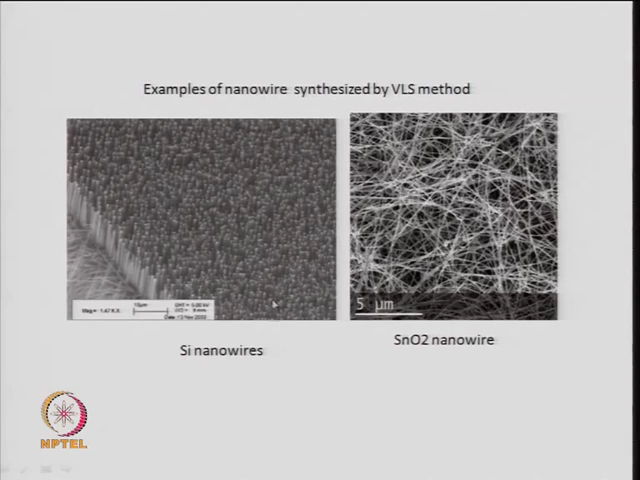 Examples of nanowire synthesized by VLS method
5 µm
Si nanowires
SnO2 nanowire
NPTEL